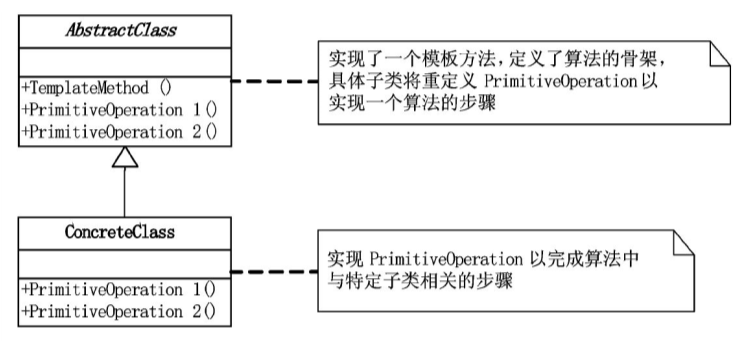 AbstractClass
+TemplateMethod ()
+PrimitiveOperation 1()
+PrimitiveOperation 2()
实现了一个模板方法，定义了算法的骨架，
具体子类将重定义 PrimitiveOperation 以
实现一个算法的步骤
ConcreteClass
+PrimitiveOperation 1()
+PrimitiveOperation 2()
实现 PrimitiveOperation 以完成算法中
与特定子类相关的步骤